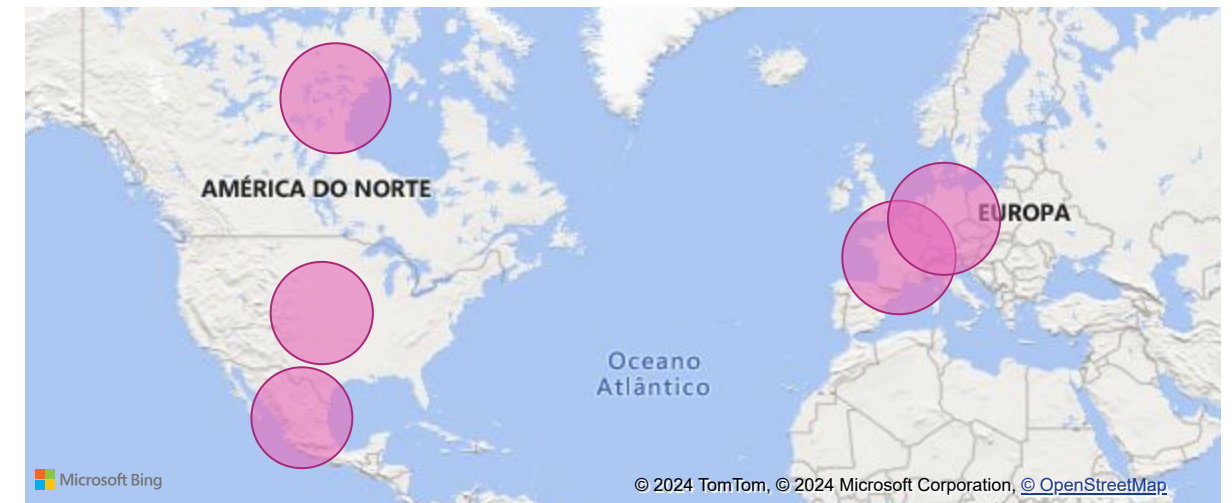 AMÉRICA DO NORTE
EUROPA
Oceano
Atlântico
Microsoft Bing
© 2024 TomTom, © 2024 Microsoft Corporation, © OpenStreetMap